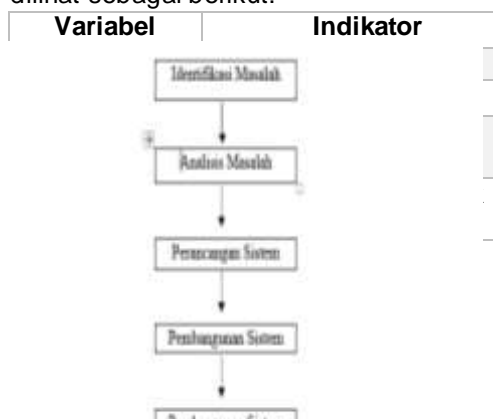 dilihat sebagai berikut:
Variabel Indikator
Identifikasi Masalah
Analisis Masalah
Perancangan Sistem
Pembangunan Sistem